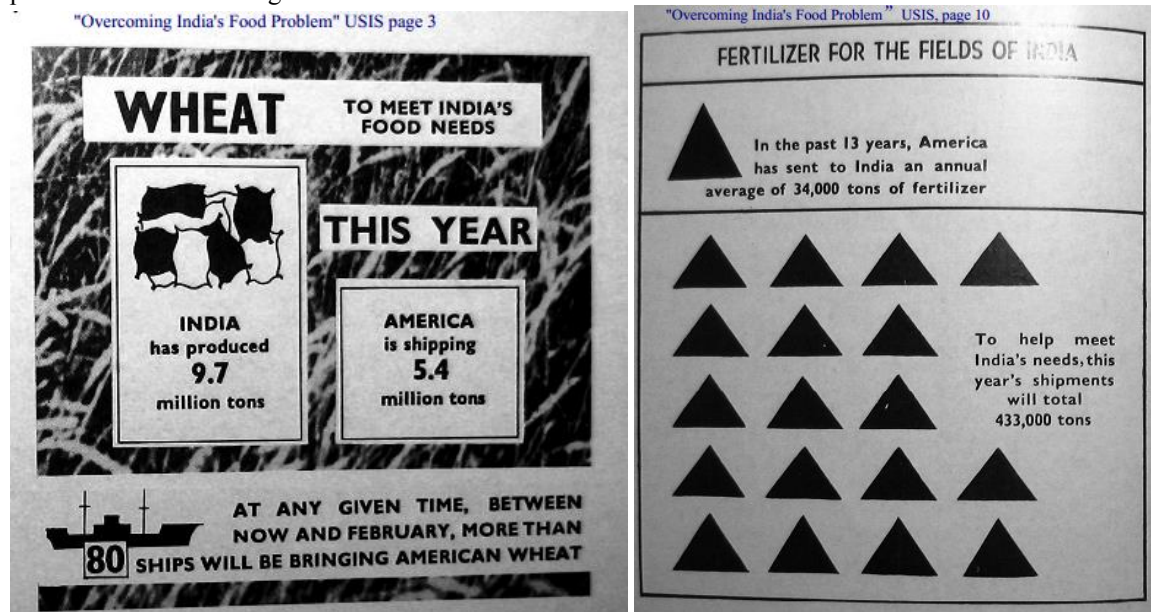 "Overcoming India's Food Problem" USIS page 3
WHEAT
TO MEET INDIA'S
FOOD NEEDS
THIS YEAR
INDIA
has produced
9.7
million tons
AMERICA
is shipping
5.4
million tons
AT ANY GIVEN TIME, BETWEEN
NOW AND FEBRUARY, MORE THAN
80 SHIPS WILL BE BRINGING AMERICAN WHEAT
"Overcoming India's Food Problem” USIS, page 10
FERTILIZER FOR THE FIELDS OF INDIA
In the past 13 years, America
has sent to India an annual
average of 34,000 tons of fertilizer
To help meet
India's needs, this
year's shipments
will total
433,000 tons